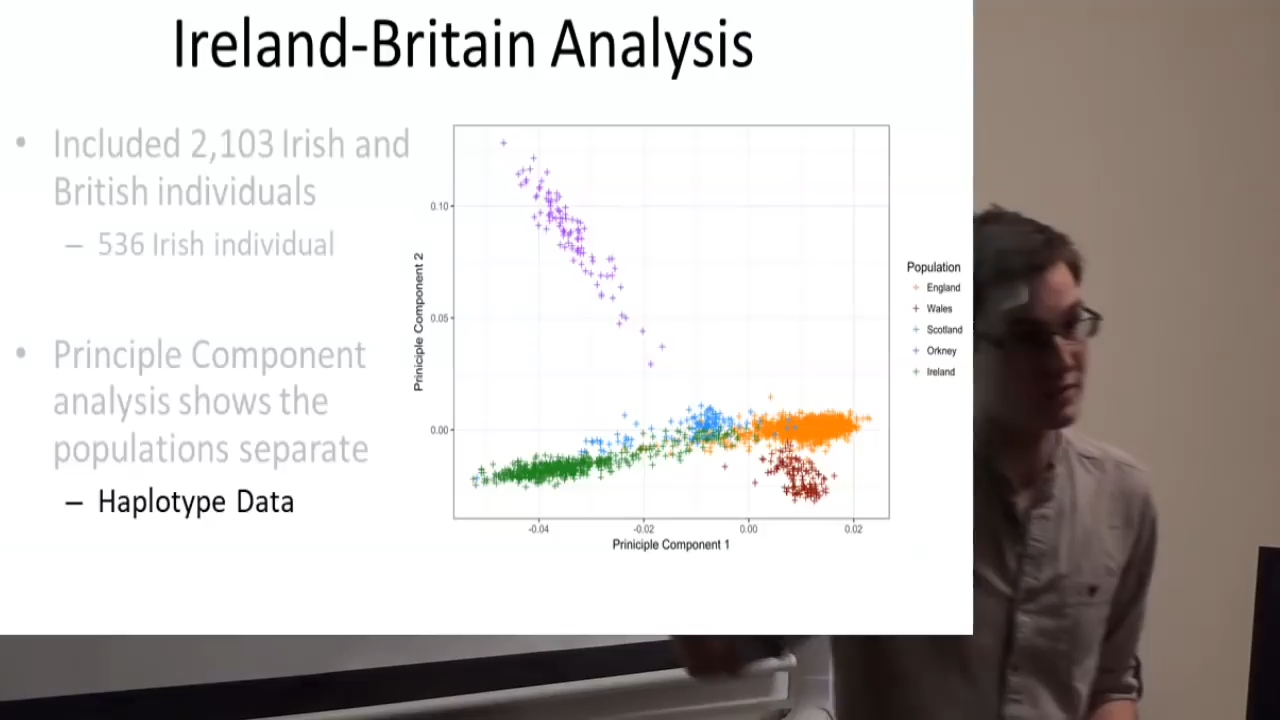 Ireland-Britain Analysis
• Included 2,103 Irish and
British individuals
– 536 Irish individual
• Principle Component
analysis shows the
populations separate
– Haplotype Data
Priniciple Component 2
0.10
0.05
0.00
-0.04 -0.02 0.00 0.02
Priniciple Component 1
Population
England
Wales
Scotland
Orkney
Ireland